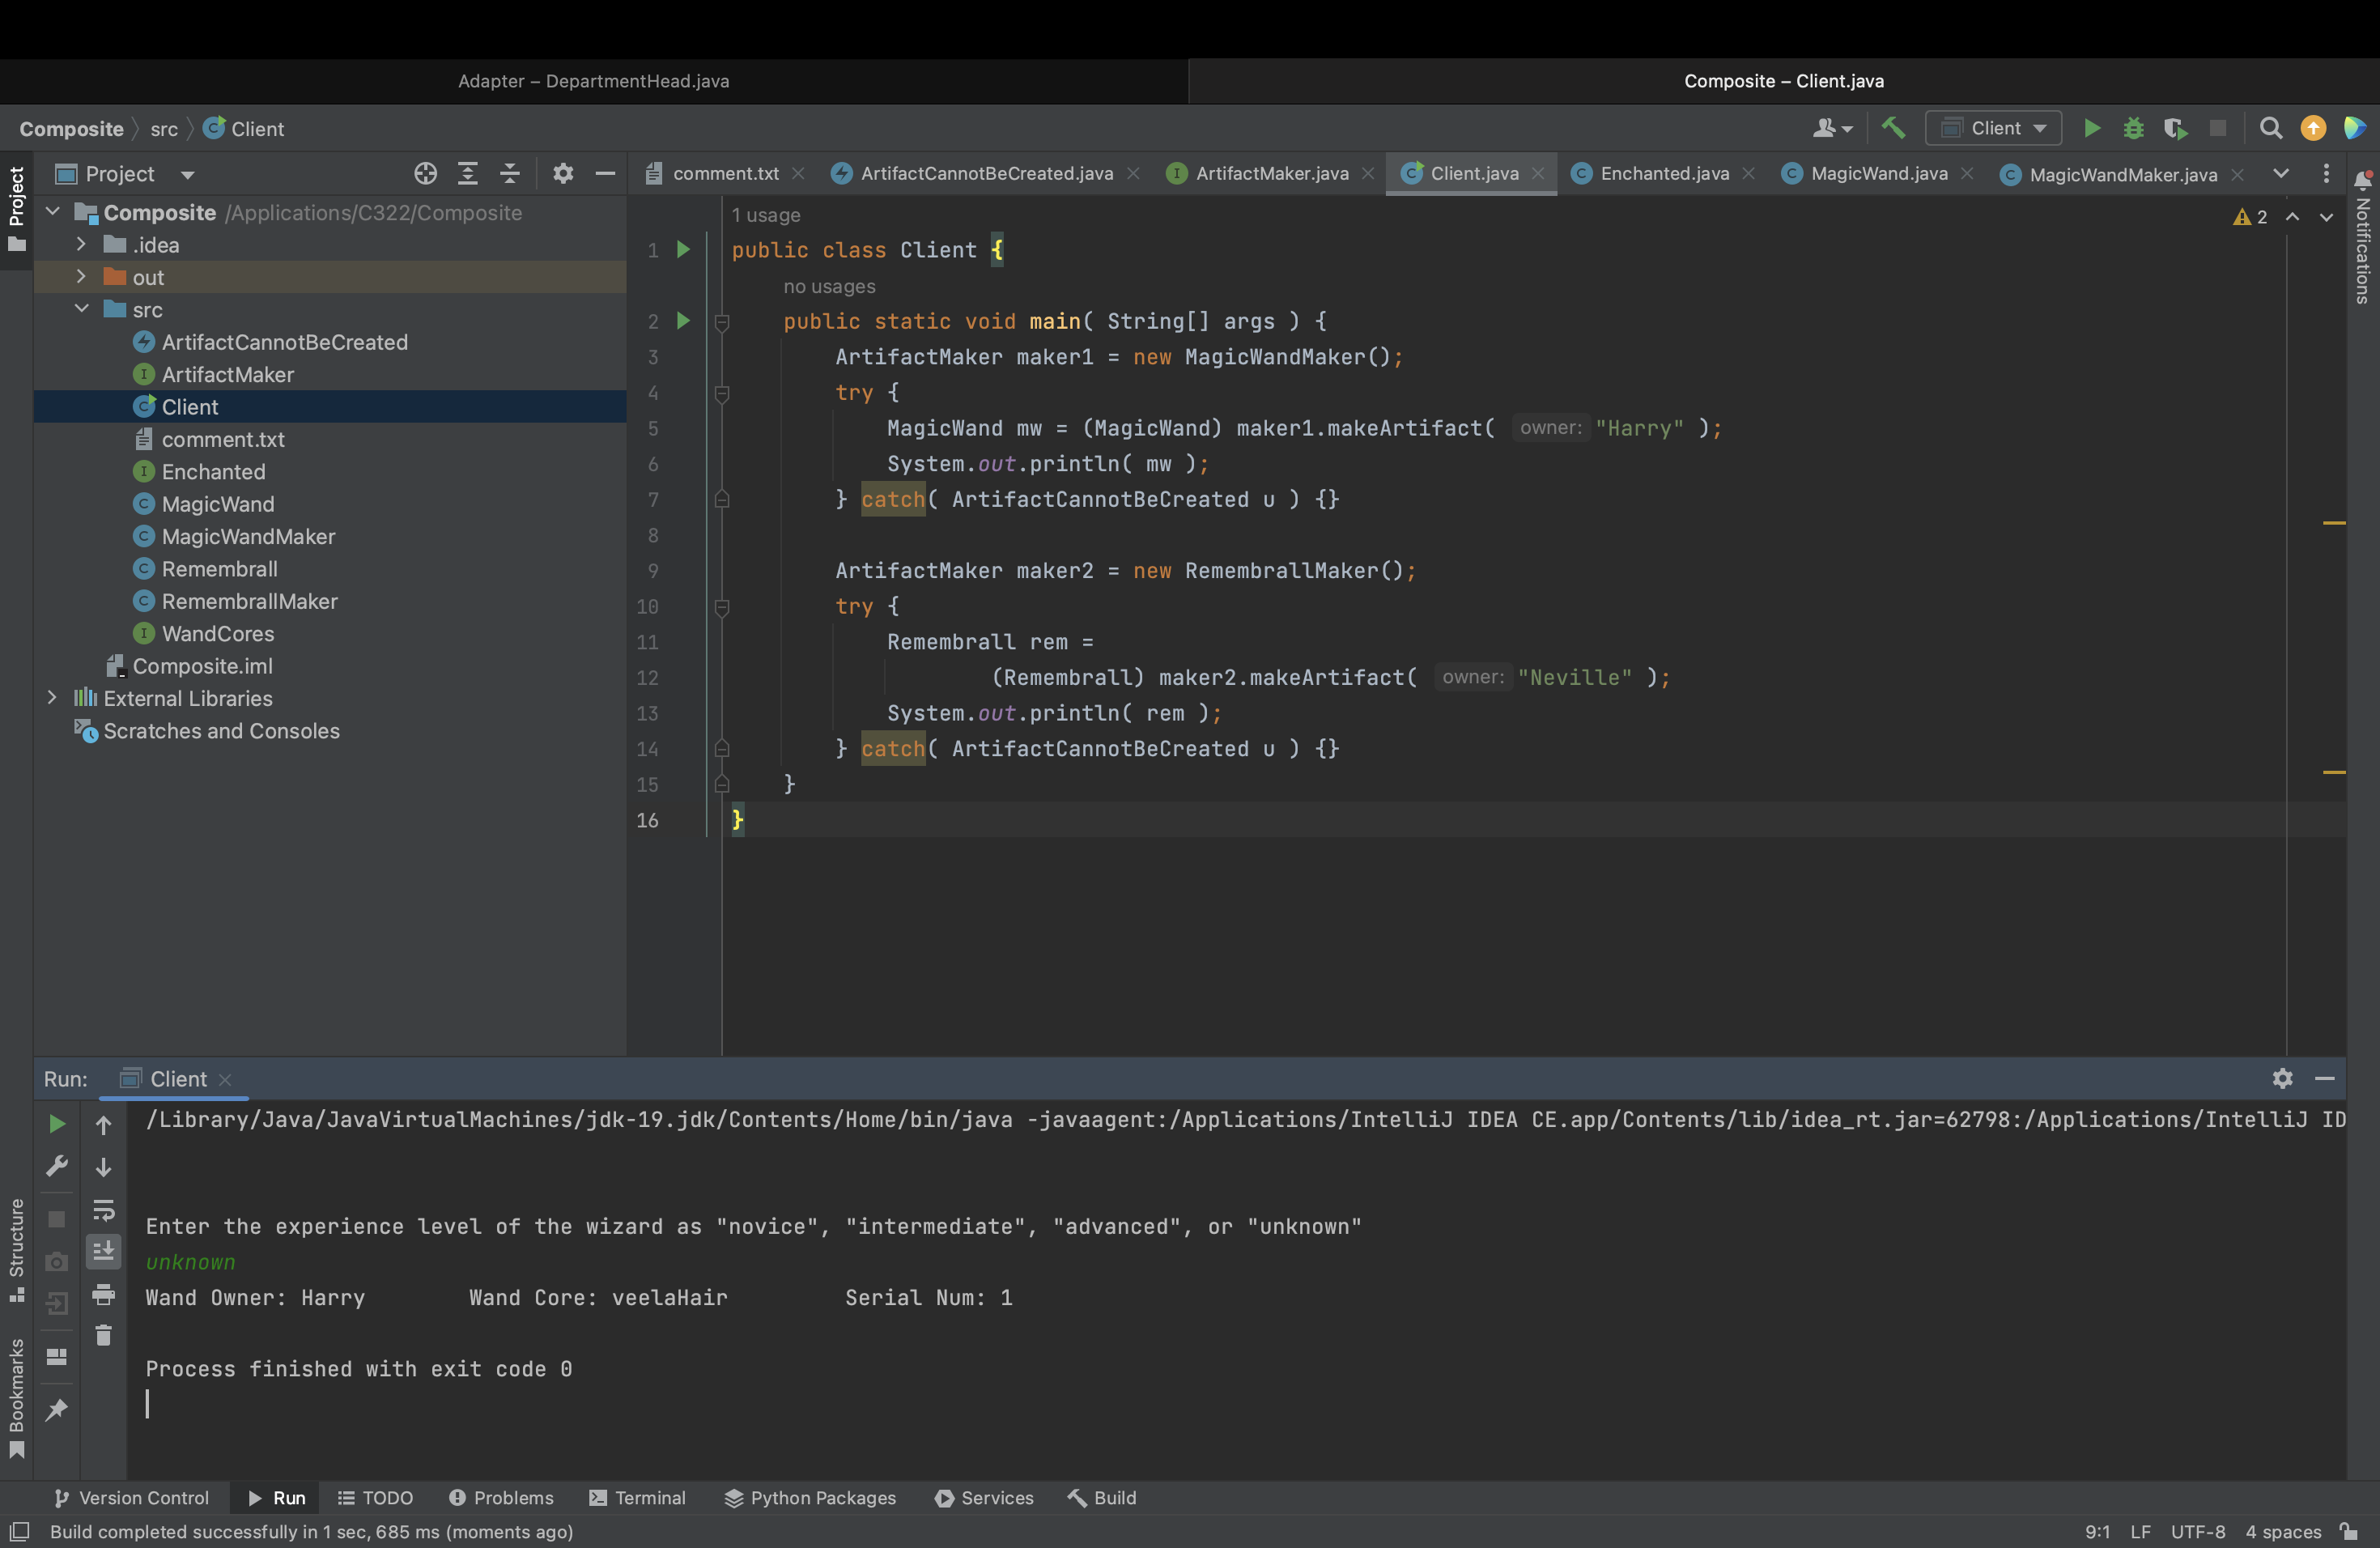 Adapter – DepartmentHead.java
Composite – Client.java
Composite src Client
Client
Project
comment.txt ArtifactCannotBeCreated.java ArtifactMaker.java Client.java Enchanted.java MagicWand.java MagicWandMaker.java
Project
Notifications
Composite /Applications/C322/Composite
.idea
out
src
ArtifactCannotBeCreated
ArtifactMaker
Client
comment.txt
Enchanted
MagicWand
MagicWandMaker
Remembrall
RemembrallMaker
WandCores
Composite.iml
External Libraries
Scratches and Consoles
1 usage
2
1 public class Client {
no usages
2 public static void main( String[] args ) {
3 ArtifactMaker maker1 = new MagicWandMaker();
4 try {
5 MagicWand mw = (MagicWand) maker1.makeArtifact( owner: "Harry" );
6 System.out.println( mw );
7 } catch( ArtifactCannotBeCreated u ) {}
8
9 ArtifactMaker maker2 = new RemembrallMaker();
10 try {
11 Remembrall rem =
12 (Remembrall) maker2.makeArtifact( owner: "Neville" );
13 System.out.println( rem );
14 } catch( ArtifactCannotBeCreated u ) {}
15 }
16 }
Run: Client
/Library/Java/JavaVirtualMachines/jdk-19.jdk/Contents/Home/bin/java -javaagent:/Applications/IntelliJ IDEA CE.app/Contents/lib/idea_rt.jar=62798:/Applications/IntelliJ ID
Enter the experience level of the wizard as "novice", "intermediate", "advanced", or "unknown"
unknown
Wand Owner: Harry Wand Core: veelaHair Serial Num: 1
Process finished with exit code 0
Structure
Bookmarks
Version Control Run TODO Problems Terminal Python Packages Services Build
Build completed successfully in 1 sec, 685 ms (moments ago)
9:1 LF UTF-8 4 spaces